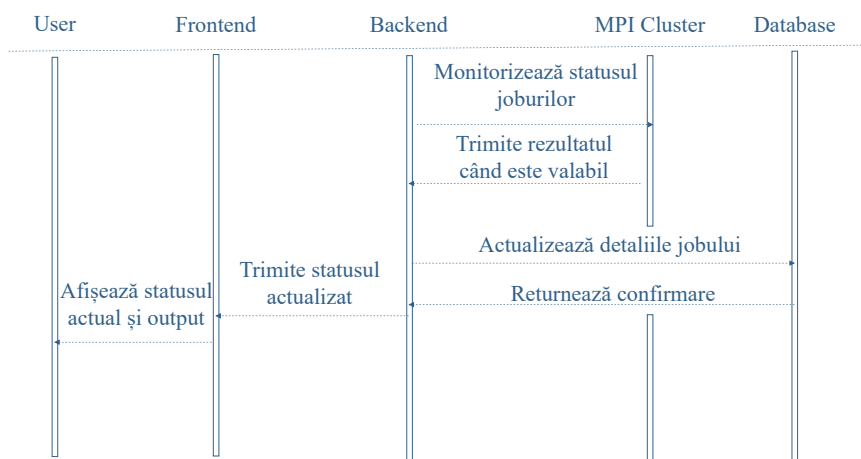 User Frontend Backend MPI Cluster Database
Monitorizează statusul
joburilor
Trimite rezultatul
când este valabil
Actualizează detaliile jobului
Trimite statusul
actualizat
Returnează confirmare
Afișează statusul
actual și output